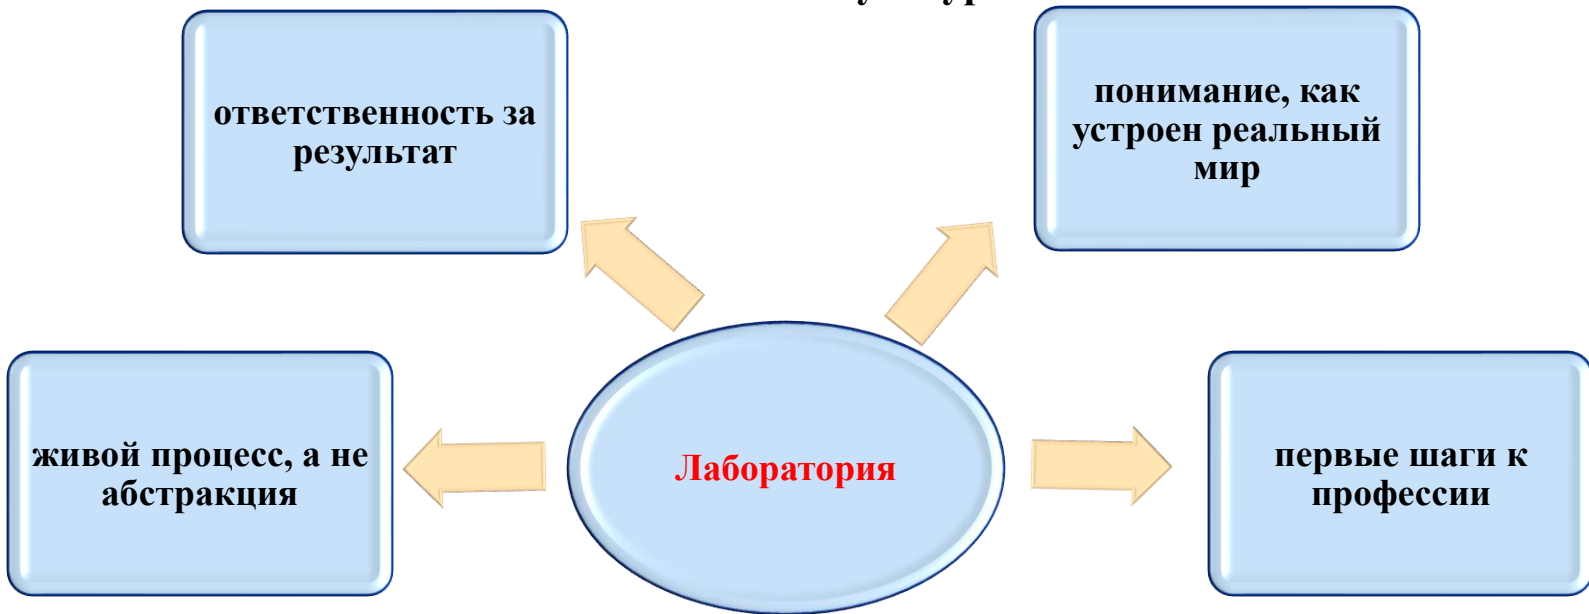 ответственность за
результат
понимание, как
устроен реальный
мир
живой процесс, а не
абстракция
Лаборатория
первые шаги к
профессии